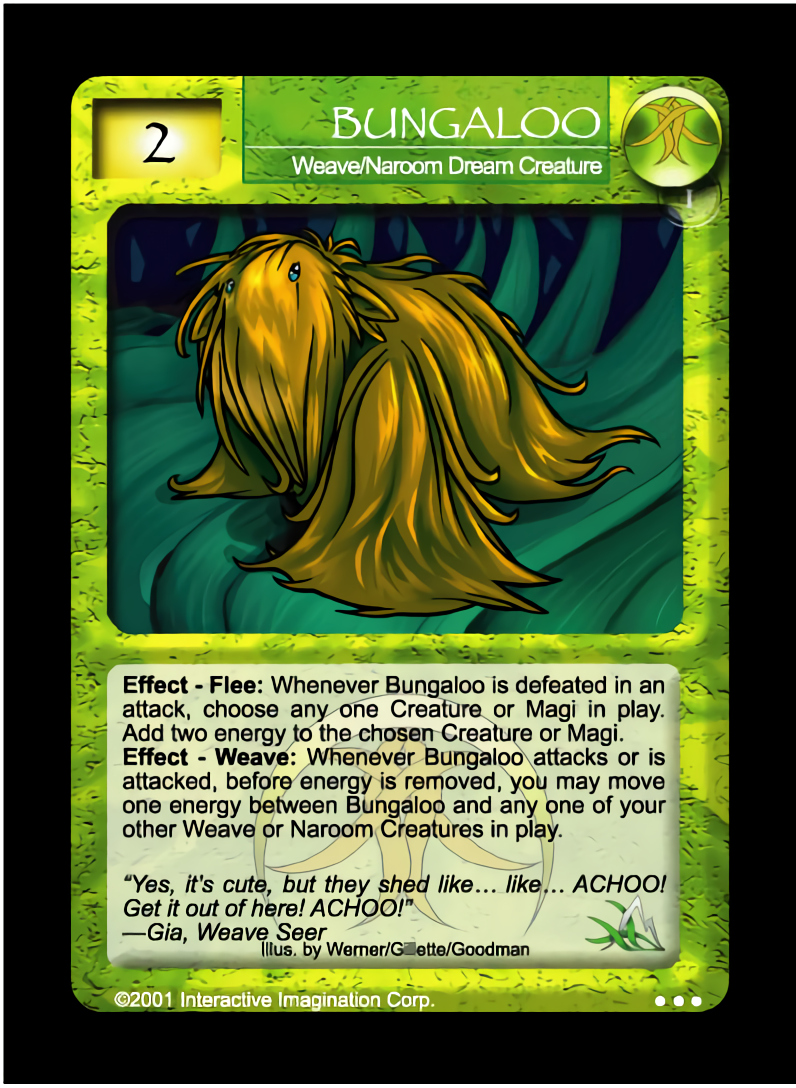 2
BUNGALOO
Weave/Naroom Dream Creature
1
Effect - Flee: Whenever Bungaloo is defeated in an
attack, choose any one Creature or Magi in play.
Add two energy to the chosen Creature or Magi.
Effect - Weave: Whenever Bungaloo attacks or is
attacked, before energy is removed, you may move
one energy between Bungaloo and any one of your
other Weave or Naroom Creatures in play.
"Yes, it's cute, but they shed like... like... ACHOO!
Get it out of here! ACHOO!"
—Gia, Weave Seer
Illus. by
©2001 Interactive Imagination Corp.